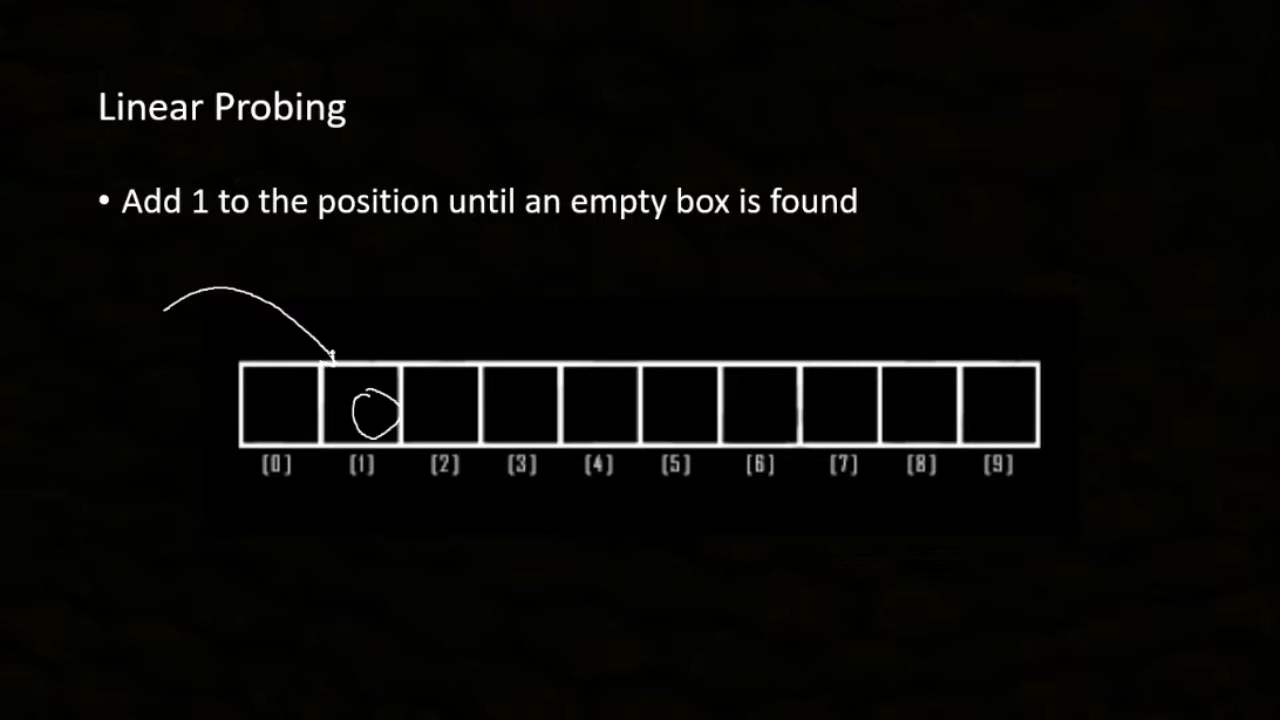 Linear Probing
• Add 1 to the position until an empty box is found
[0] [1] [2] [3] [4] [5] [6] [7] [8] [9]